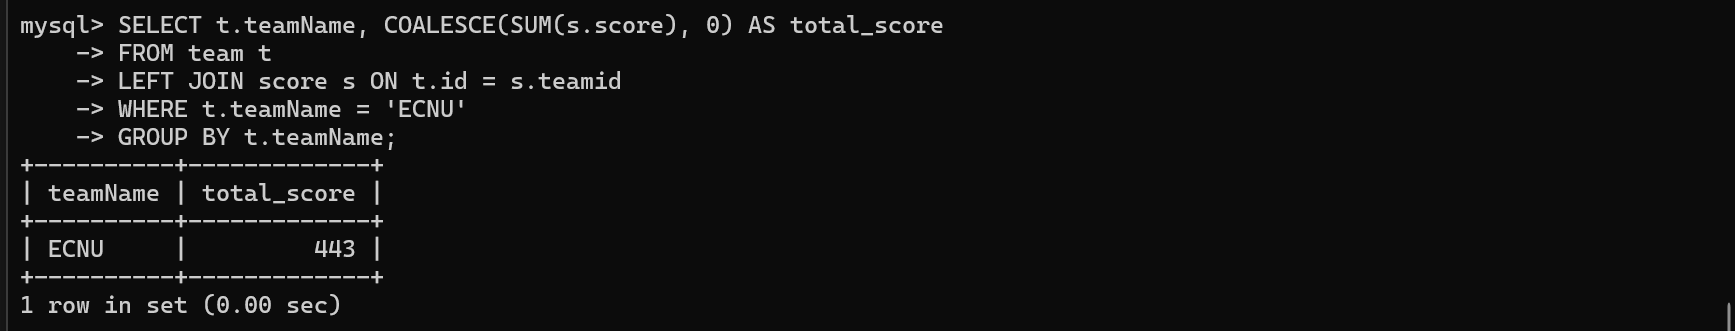 mysql> SELECT t.teamName, COALESCE(SUM(s.score), 0) AS total_score
    -> FROM team t
    -> LEFT JOIN score s ON t.id = s.teamid
    -> WHERE t.teamName = 'ECNU'
    -> GROUP BY t.teamName;
+----------+-------------+
| teamName | total_score |
+----------+-------------+
| ECNU     |         443 |
+----------+-------------+
1 row in set (0.00 sec)